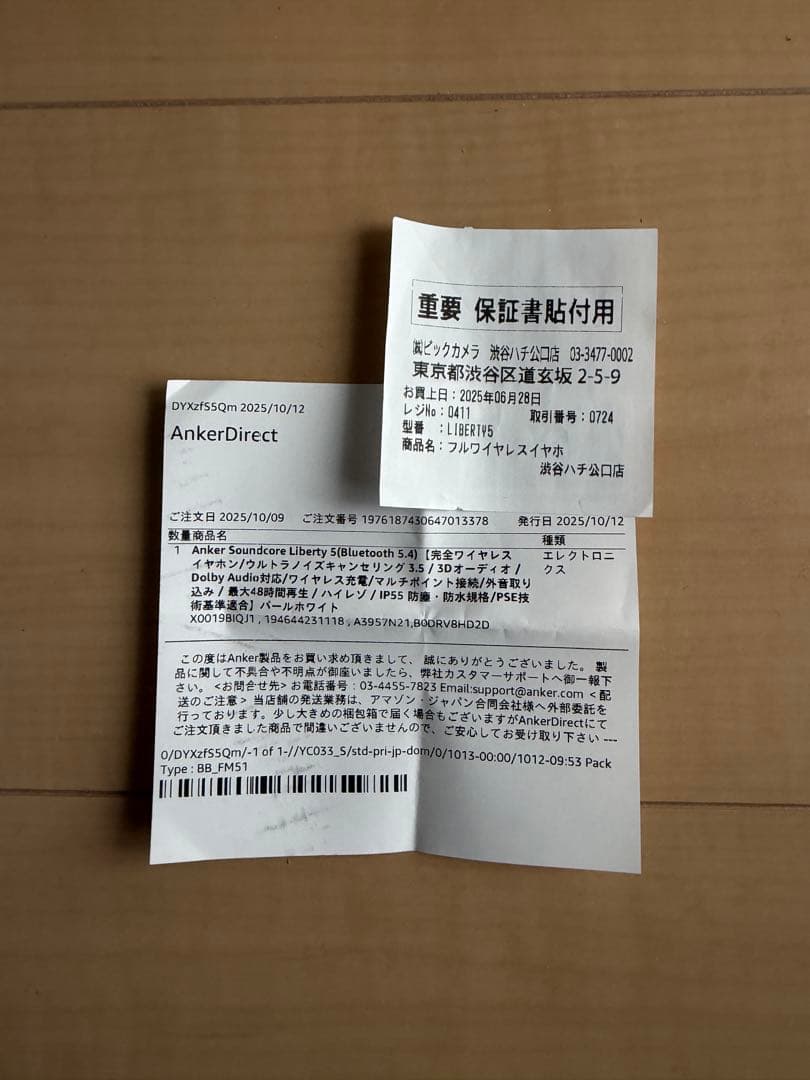 重要 保証書貼付用
㈱ビックカメラ 渋谷ハチ公口店 03-3477-0002
東京都渋谷区道玄坂 2-5-9
お買上日：2025年06月28日
レジNo：0411 取引番号：0724
型番 ：LIBERTY5
商品名：フルワイヤレスイヤホ
渋谷ハチ公口店
DYXzfS5Qm 2025/10/12
AnkerDirect
ご注文日 2025/10/09 ご注文番号 1976187430647013378 発行日 2025/10/12
数量商品名 種類
1 Anker Soundcore Liberty 5(Bluetooth 5.4)【完全ワイヤレス エレクトロニ
イヤホン/ウルトラノイズキャンセリング 3.5 / 3Dオーディオ / クス
Dolby Audio対応/ワイヤレス充電/マルチポイント接続/外音取り
込み / 最大48時間再生 / ハイレゾ / IP55 防塵・防水規格/PSE技
術基準適合】パールホワイト
X0019BIQJ1 , 194644231118 , A3957N21,B0DRV8HD2D
この度はAnker製品をお買い求め頂きまして、 誠にありがとうございました。 製
品に関して不具合や不明点が御座いましたら、弊社カスタマーサポートへ御一報下
さい。 <お問合せ先> お電話番号：03-4455-7823 Email:support@anker.com < 配
送のご注意 > 当店舗の発送業務は、アマゾン・ジャパン合同会社様へ外部委託を
行っております。少し大きめの梱包箱で届く場合もございますがAnkerDirectにて
ご注文頂きました商品で間違いございませんので、ご安心してお受け取り下さい ---
0/DYXzfS5Qm/-1 of 1-//YC033_S/std-pri-jp-dom/0/1013-00:00/1012-09:53 Pack
Type : BB_FM51